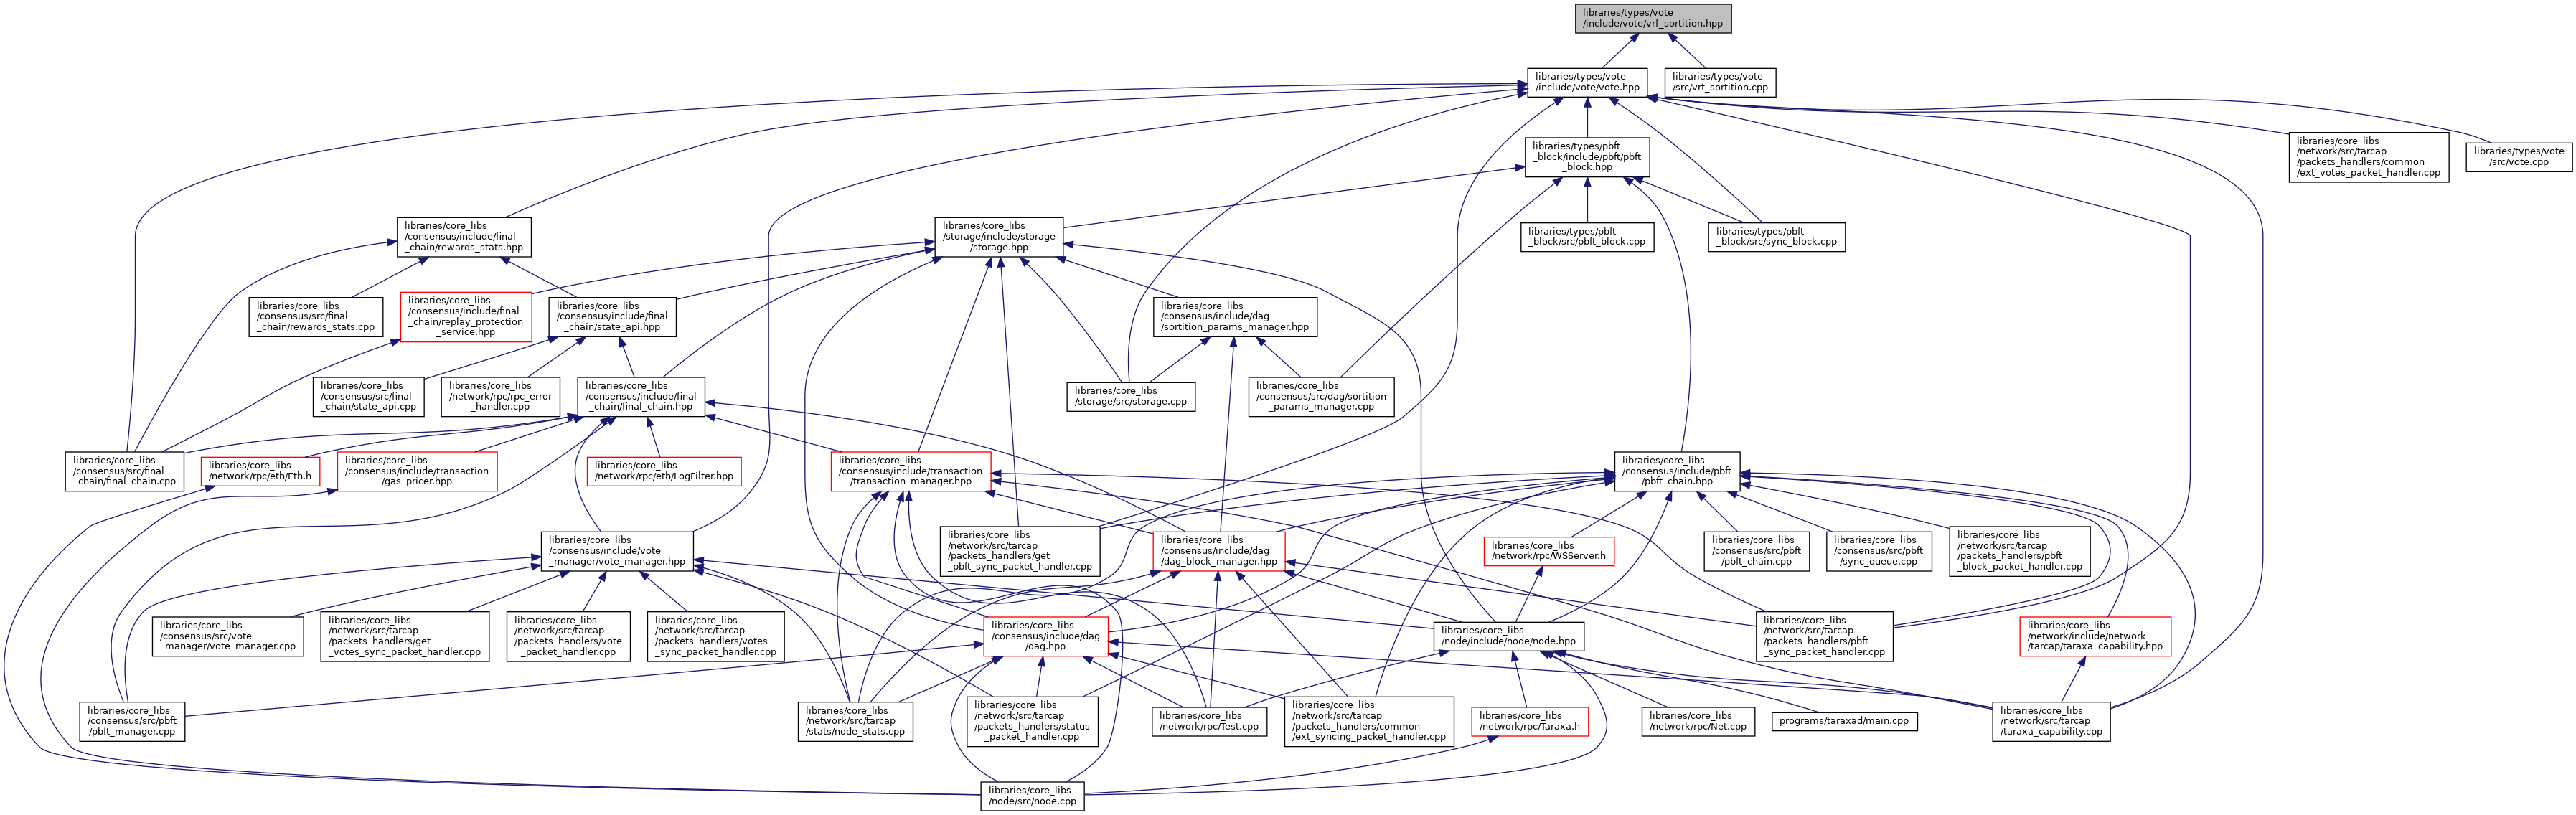 libraries/types/vote
/include/vote/vrf_sortition.hpp
libraries/types/vote
/include/vote/vote.hpp
libraries/types/vote
/src/vrf_sortition.cpp
libraries/types/pbft
_block/include/pbft/pbft
_block.hpp
libraries/core_libs
/network/src/tarcap
/packets_handlers/common
/ext_votes_packet_handler.cpp
libraries/types/vote
/src/vote.cpp
libraries/core_libs
/consensus/include/final
_chain/rewards_stats.hpp
libraries/core_libs
/storage/include/storage
/storage.hpp
libraries/types/pbft
_block/src/pbft_block.cpp
libraries/types/pbft
_block/src/sync_block.cpp
libraries/core_libs
/consensus/src/final
_chain/rewards_stats.cpp
libraries/core_libs
/consensus/include/final
_chain/replay_protection
_service.hpp
libraries/core_libs
/consensus/include/final
_chain/state_api.hpp
libraries/core_libs
/consensus/include/dag
/sortition_params_manager.hpp
libraries/core_libs
/consensus/src/final
_chain/state_api.cpp
libraries/core_libs
/network/rpc/rpc_error
_handler.cpp
libraries/core_libs
/consensus/include/final
_chain/final_chain.hpp
libraries/core_libs
/storage/src/storage.cpp
libraries/core_libs
/consensus/src/dag/sortition
_params_manager.cpp
libraries/core_libs
/consensus/src/final
_chain/final_chain.cpp
libraries/core_libs
/network/rpc/eth/Eth.h
libraries/core_libs
/consensus/include/transaction
/gas_pricer.hpp
libraries/core_libs
/network/rpc/eth/LogFilter.hpp
libraries/core_libs
/consensus/include/transaction
/transaction_manager.hpp
libraries/core_libs
/consensus/include/pbft
/pbft_chain.hpp
libraries/core_libs
/consensus/include/vote
_manager/vote_manager.hpp
libraries/core_libs
/network/src/tarcap
/packets_handlers/get
_pbft_sync_packet_handler.cpp
libraries/core_libs
/consensus/include/dag
/dag_block_manager.hpp
libraries/core_libs
/network/rpc/WSServer.h
libraries/core_libs
/consensus/src/pbft
/pbft_chain.cpp
libraries/core_libs
/consensus/src/pbft
/sync_queue.cpp
libraries/core_libs
/network/src/tarcap
/packets_handlers/pbft
_block_packet_handler.cpp
libraries/core_libs
/consensus/src/vote
_manager/vote_manager.cpp
libraries/core_libs
/network/src/tarcap
/packets_handlers/get
_votes_sync_packet_handler.cpp
libraries/core_libs
/network/src/tarcap
/packets_handlers/vote
_packet_handler.cpp
libraries/core_libs
/network/src/tarcap
/packets_handlers/votes
_sync_packet_handler.cpp
libraries/core_libs
/consensus/include/dag
/dag.hpp
libraries/core_libs
/node/include/node/node.hpp
libraries/core_libs
/network/src/tarcap
/packets_handlers/pbft
_sync_packet_handler.cpp
libraries/core_libs
/network/include/network
/tarcap/taraxa_capability.hpp
libraries/core_libs
/consensus/src/pbft
/pbft_manager.cpp
libraries/core_libs
/network/src/tarcap
/stats/node_stats.cpp
libraries/core_libs
/network/src/tarcap
/packets_handlers/status
_packet_handler.cpp
libraries/core_libs
/network/rpc/Test.cpp
libraries/core_libs
/network/src/tarcap
/packets_handlers/common
/ext_syncing_packet_handler.cpp
libraries/core_libs
/network/rpc/Taraxa.h
libraries/core_libs
/network/rpc/Net.cpp
programs/taraxad/main.cpp
libraries/core_libs
/network/src/tarcap
/taraxa_capability.cpp
libraries/core_libs
/node/src/node.cpp